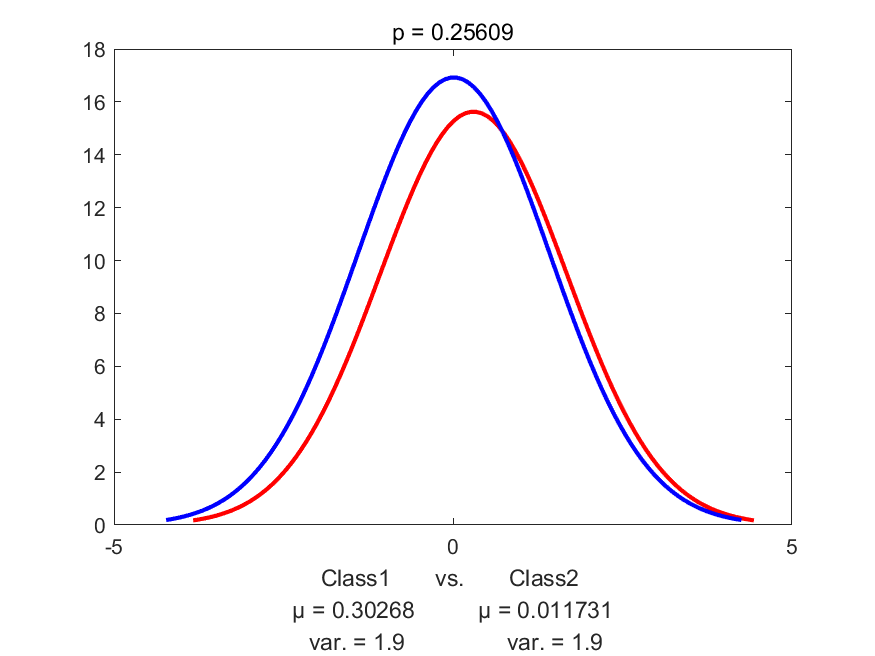 p = 0.25609
18
16
14
12
10
8
6
4
2
0
-5 0 5
Class1 vs. Class2
μ = 0.30268 μ = 0.011731
var. = 1.9 var. = 1.9